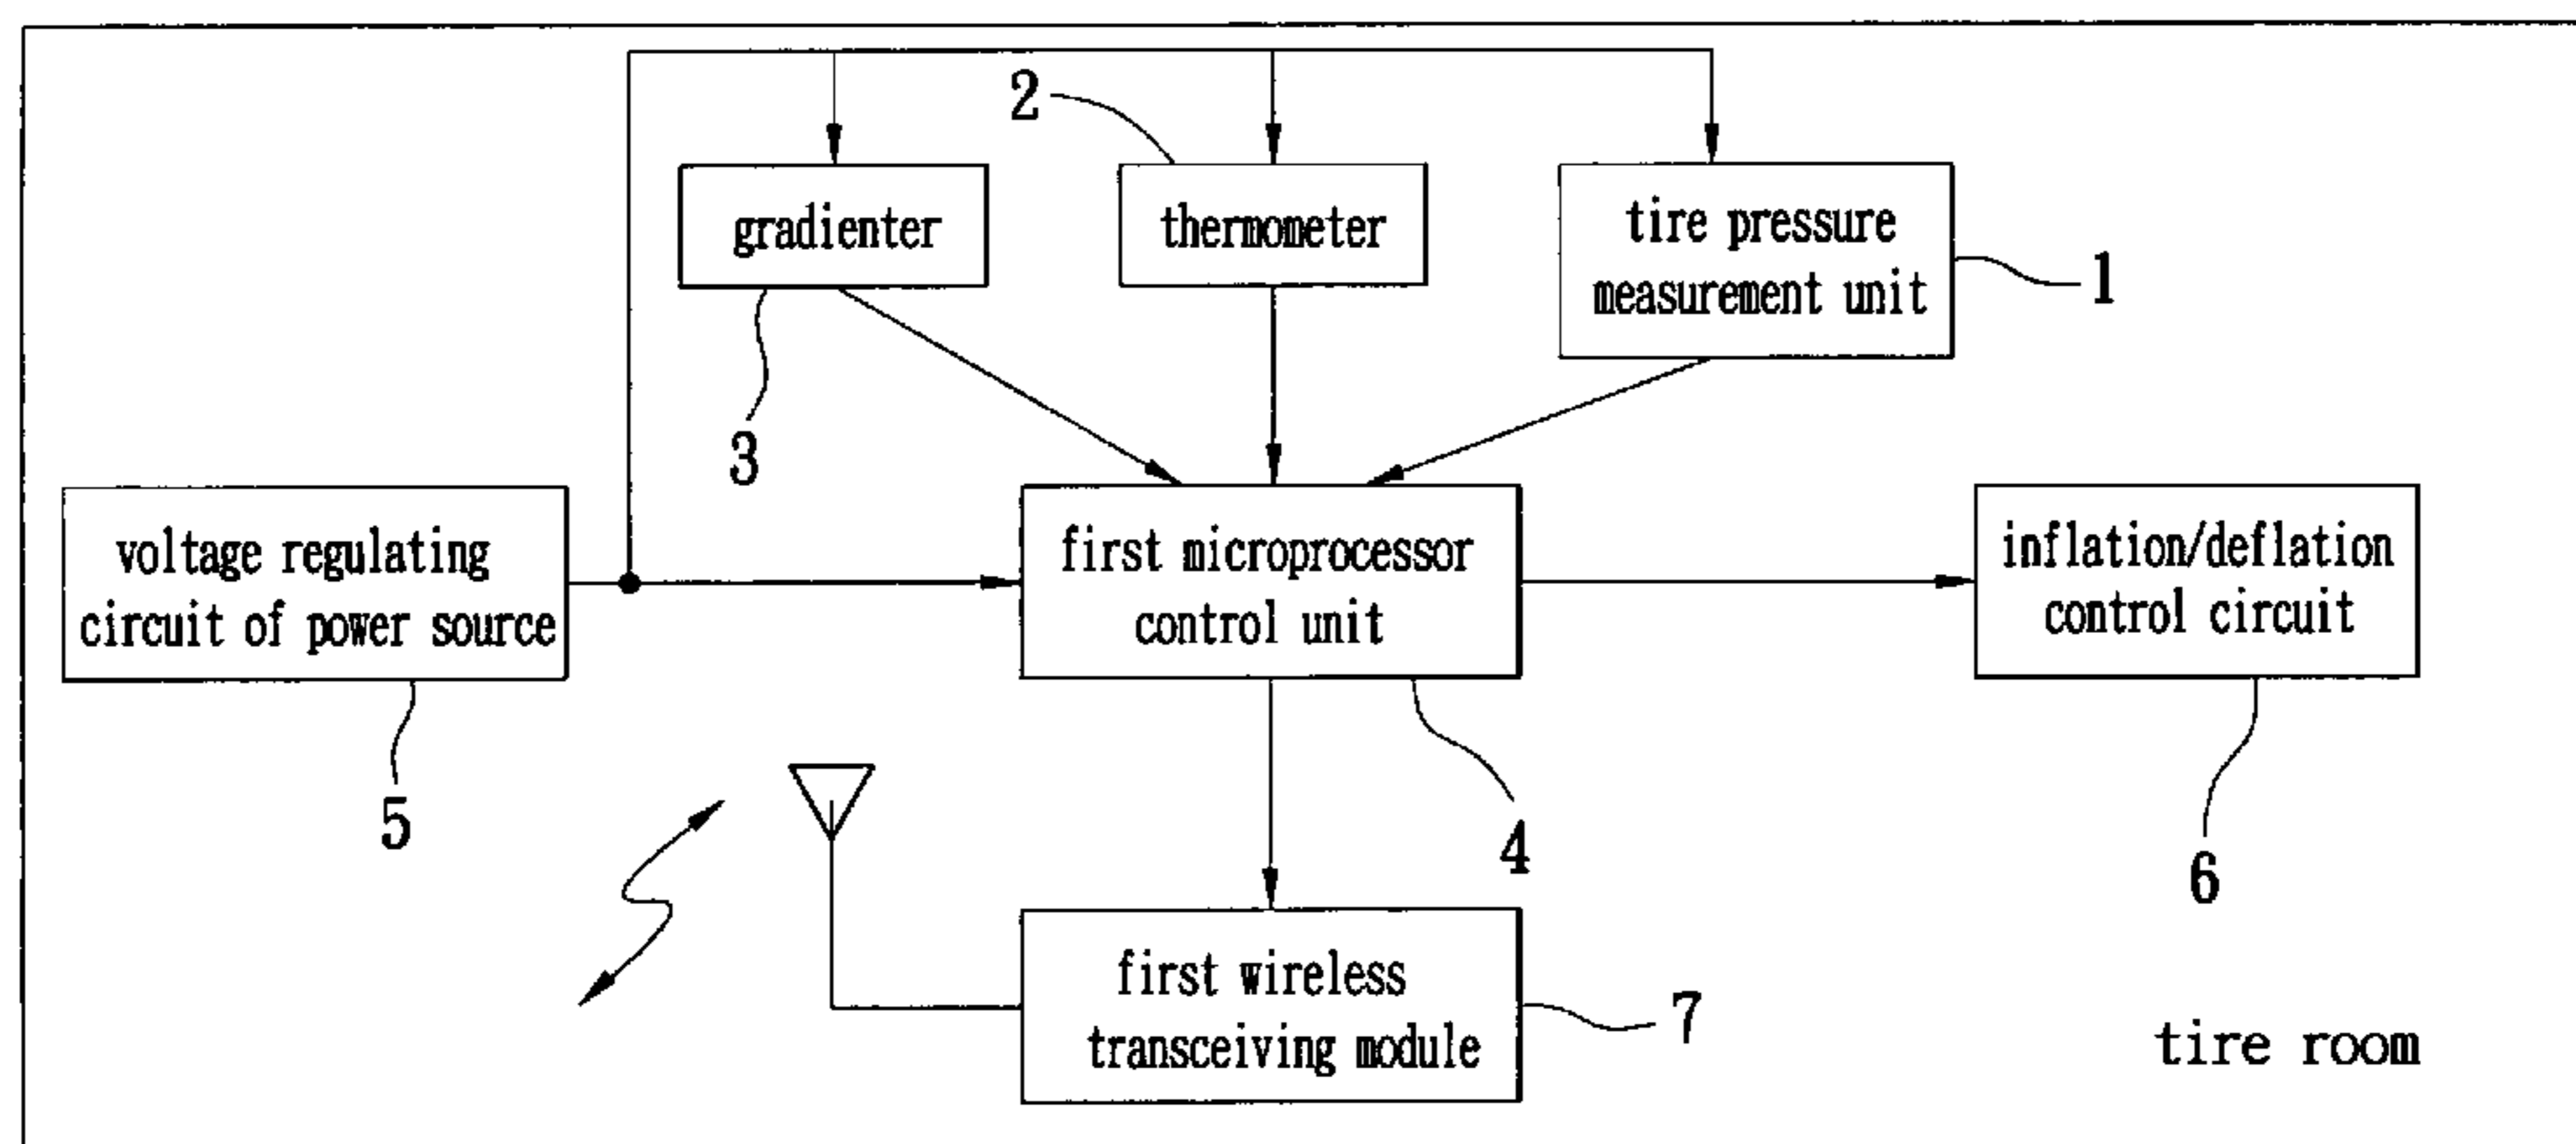 2
gradienter
thermometer
tire pressure
measurement unit
1
3
voltage regulating
circuit of power source
first microprocessor
control unit
inflation/deflation
control circuit
5
4
6
first wireless
transceiving module
7
tire room